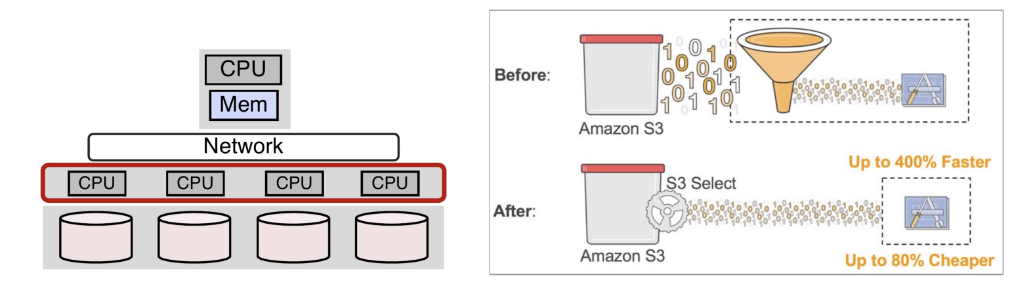 CPU
Mem
Network
CPU CPU CPU CPU
Before:
Amazon S3
Up to 400% Faster
S3 Select
After:
Amazon S3
Up to 80% Cheaper